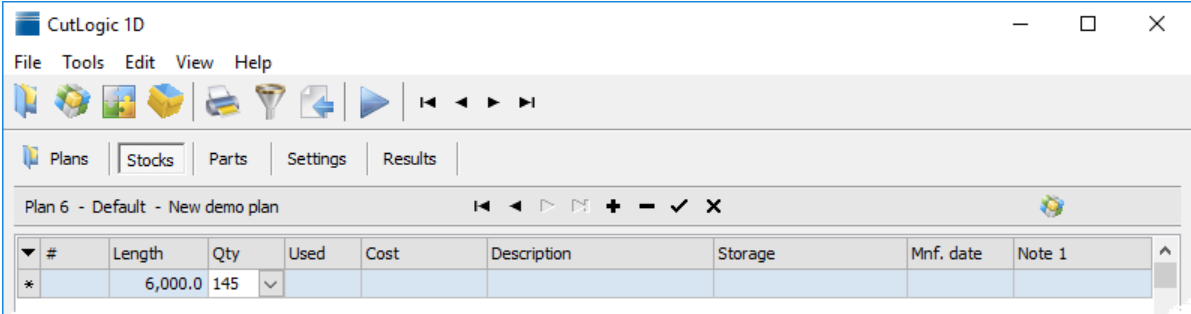 CutLogic 1D
File Tools Edit View Help
Plans Stocks Parts Settings Results
Plan 6 - Default - New demo plan
# Length Qty Used Cost Description Storage Mnf. date Note 1
* 6,000.0 145